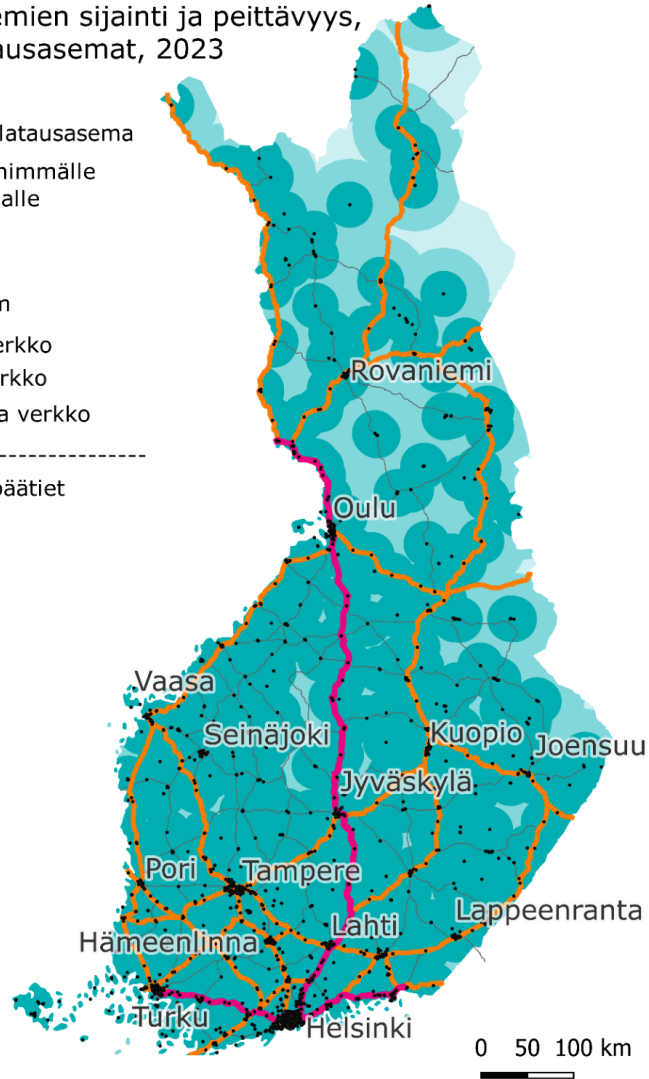 emien sijainti ja peittävyys,
ausasemat, 2023
latausasema
nimmälle
alle
m
erkko
rkko
a verkko
päätiet
Rovaniemi
Oulu
Vaasa
Seinäjoki
Kuopio
Joensuu
Jyväskylä
Pori
Tampere
Lappeenranta
Lahti
Hämeenlinna
Turku
Helsinki
0 50 100 km